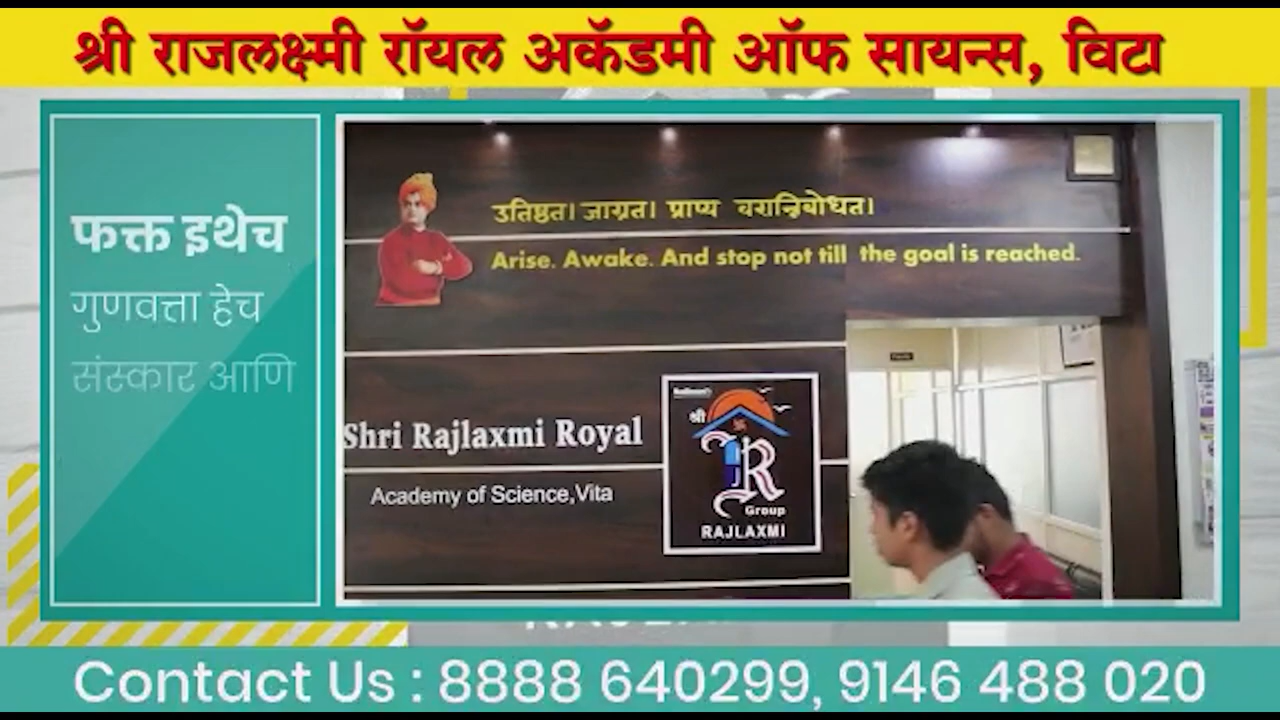 श्री राजलक्ष्मी रॉयल अकॅडमी ऑफ सायन्स, विटा
फक्त इथेच
गुणवत्ता हेच
संस्कार आणि
उतिष्ठत। जाग्रत। प्राप्य वरान्निबोधत।
Arise. Awake. And stop not till the goal is reached.
Shri Rajlaxmi Royal
Academy of Science,Vita
श्री
R
Group
RAJLAXMI
Contact Us : 8888 640299, 9146 488 020